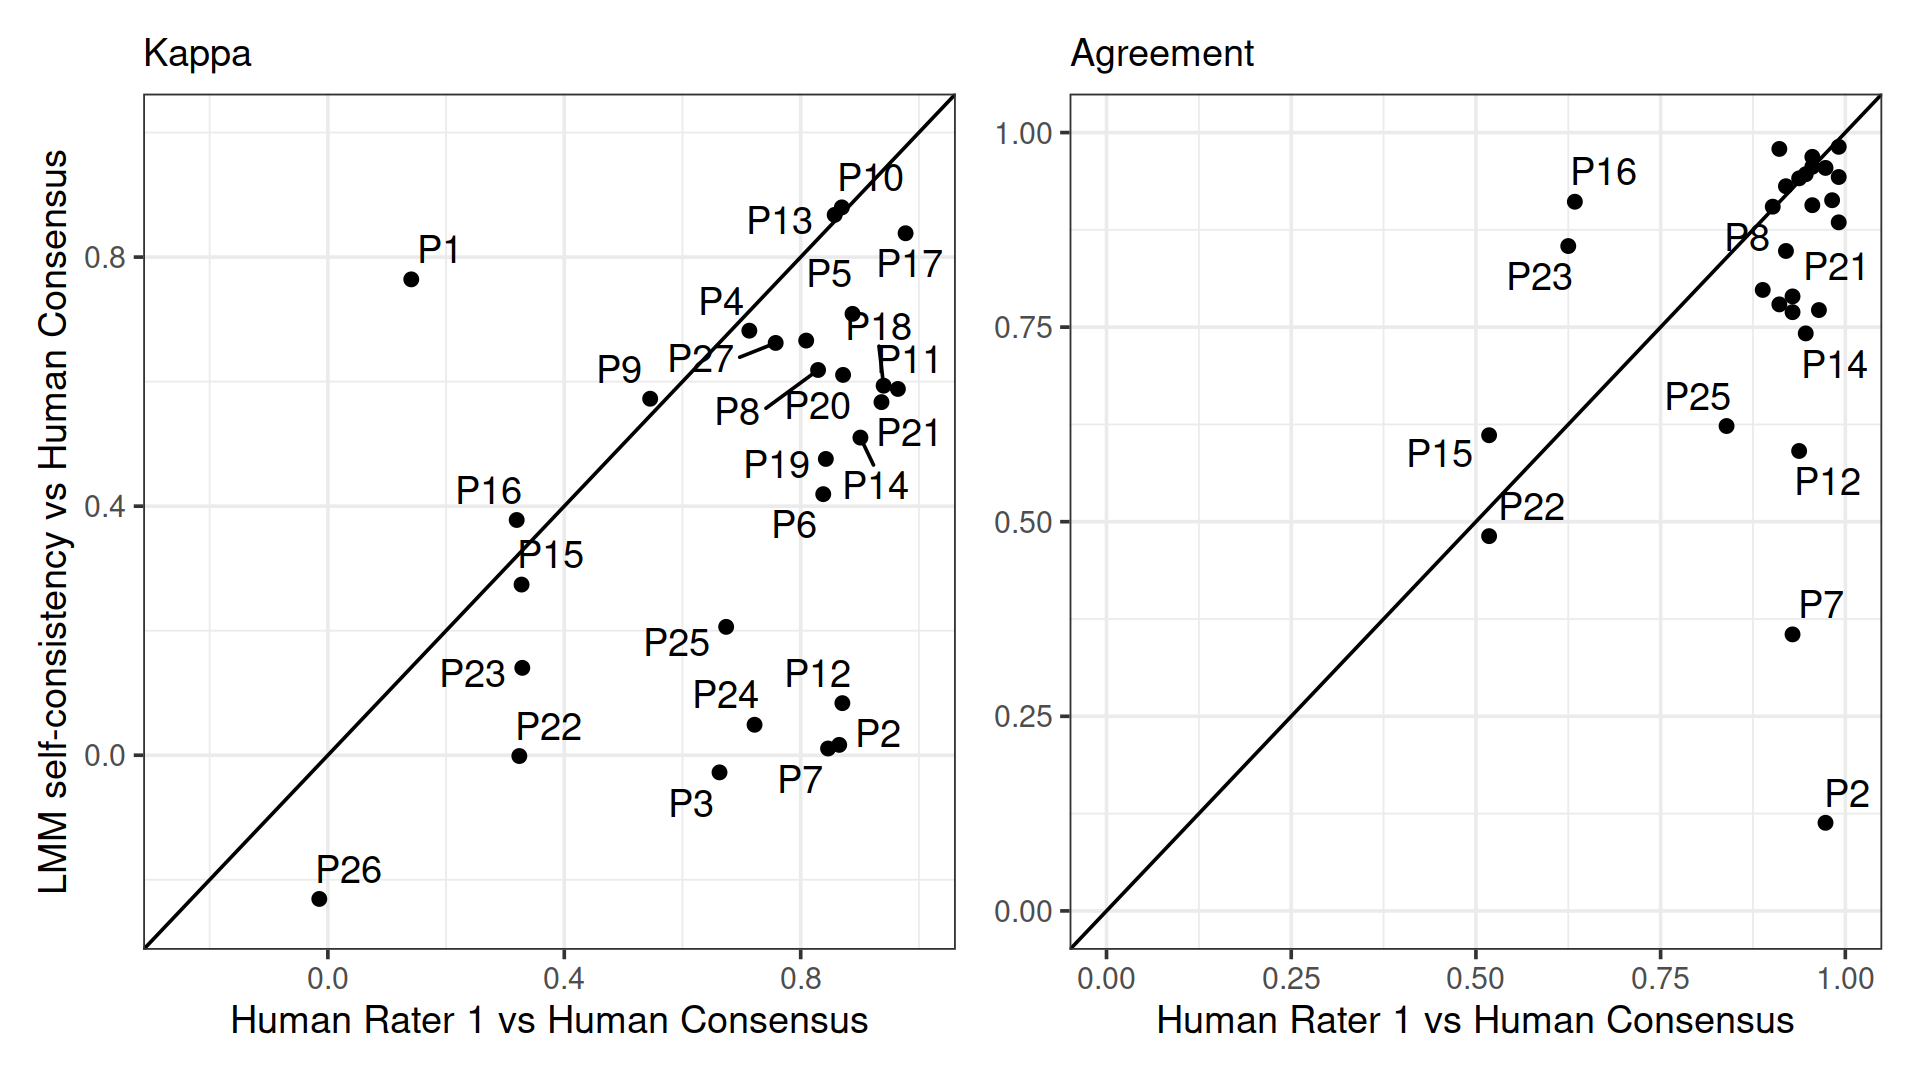 Kappa
Agreement
LMM self-consistency vs Human Consensus
0.8
0.4
0.0
P10
P13
P1
P17
P5
P4
P18
P27
P11
P9
P8
P20
P21
P19
P14
P16
P6
P15
P25
P23
P12
P24
P22
P2
P7
P3
P26
0.0
0.4
0.8
Human Rater 1 vs Human Consensus
1.00
0.75
0.50
0.25
0.00
P16
P8
P23
P21
P14
P25
P15
P12
P22
P7
P2
0.00
0.25
0.50
0.75
1.00
Human Rater 1 vs Human Consensus